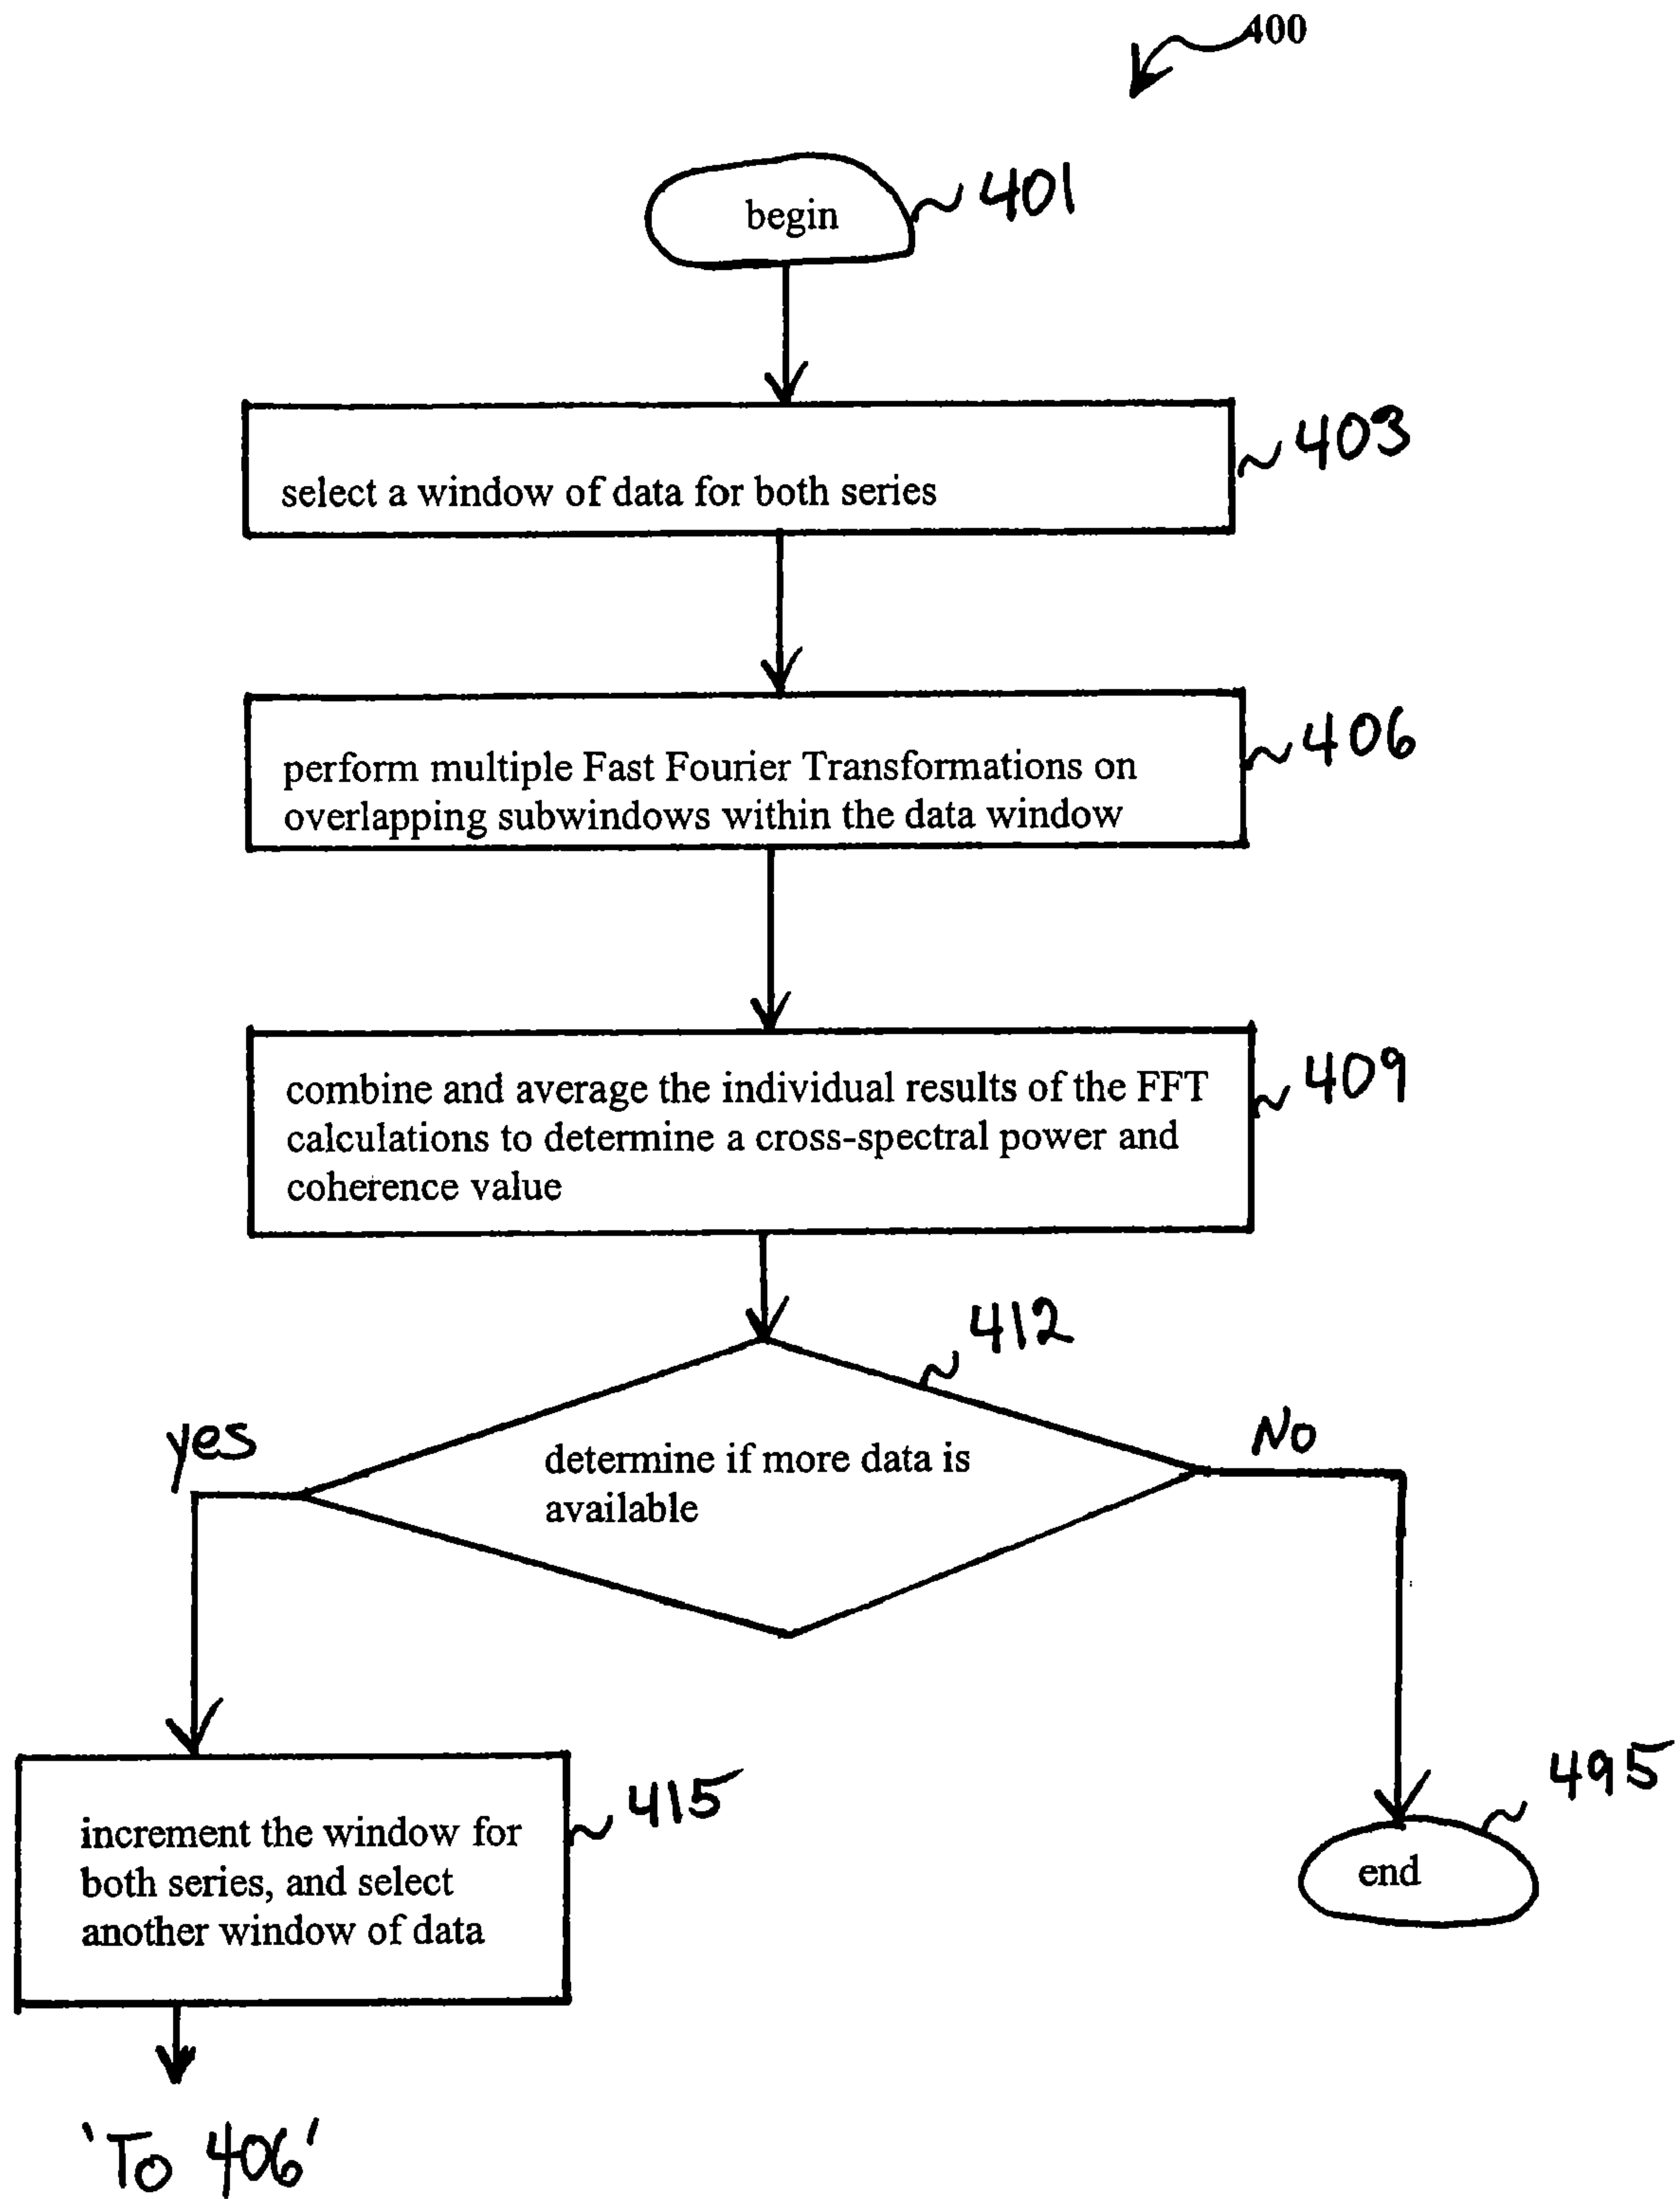 400
begin
401
403
select a window of data for both series
406
perform multiple Fast Fourier Transformations on
overlapping subwindows within the data window
409
combine and average the individual results of the FFT
calculations to determine a cross-spectral power and
coherence value
412
yes
No
determine if more data is
available
415
495
increment the window for
both series, and select
another window of data
end
'To 406'